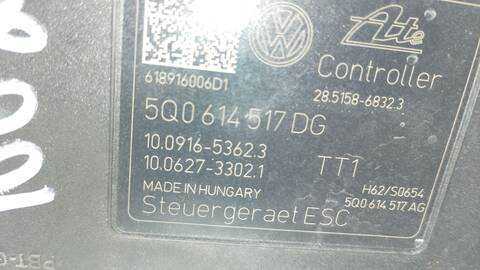 Ate
618916006D1
Controller
28.5158-6832.3
5Q0 614 517 DG
10.0916-5362.3
10.0627-3302.1
TT1
MADE IN HUNGARY
H62/S0654
Steuergeraet ESC
5Q0 614 517 AG